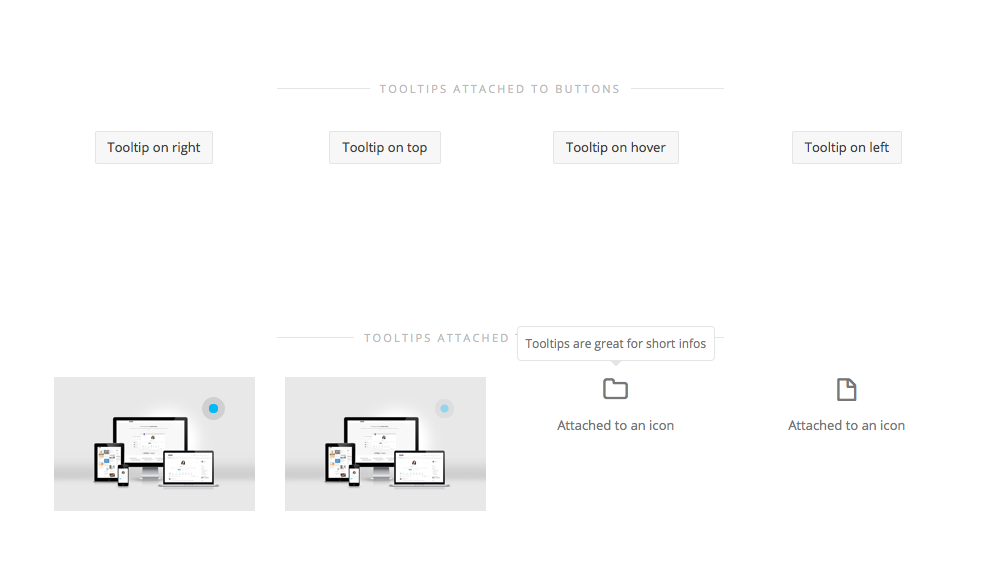 TOOLTIPS ATTACHED TO BUTTONS
Tooltip on right
Tooltip on top
Tooltip on hover
Tooltip on left
TOOLTIPS ATTACHED
Tooltips are great for short infos
Attached to an icon
Attached to an icon